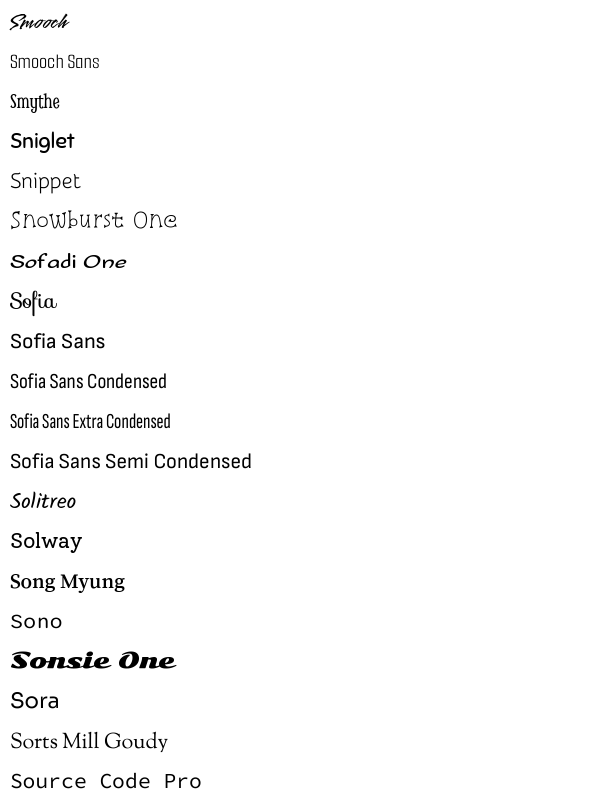 Smooch
Smooch Sans
Smythe
Sniglet
Snippet
Snowburst One
Sofadi One
Sofia
Sofia Sans
Sofia Sans Condensed
Sofia Sans Extra Condensed
Sofia Sans Semi Condensed
Solitreo
Solway
Song Myung
Sono
Sonsie One
Sora
Sorts Mill Goudy
Source Code Pro